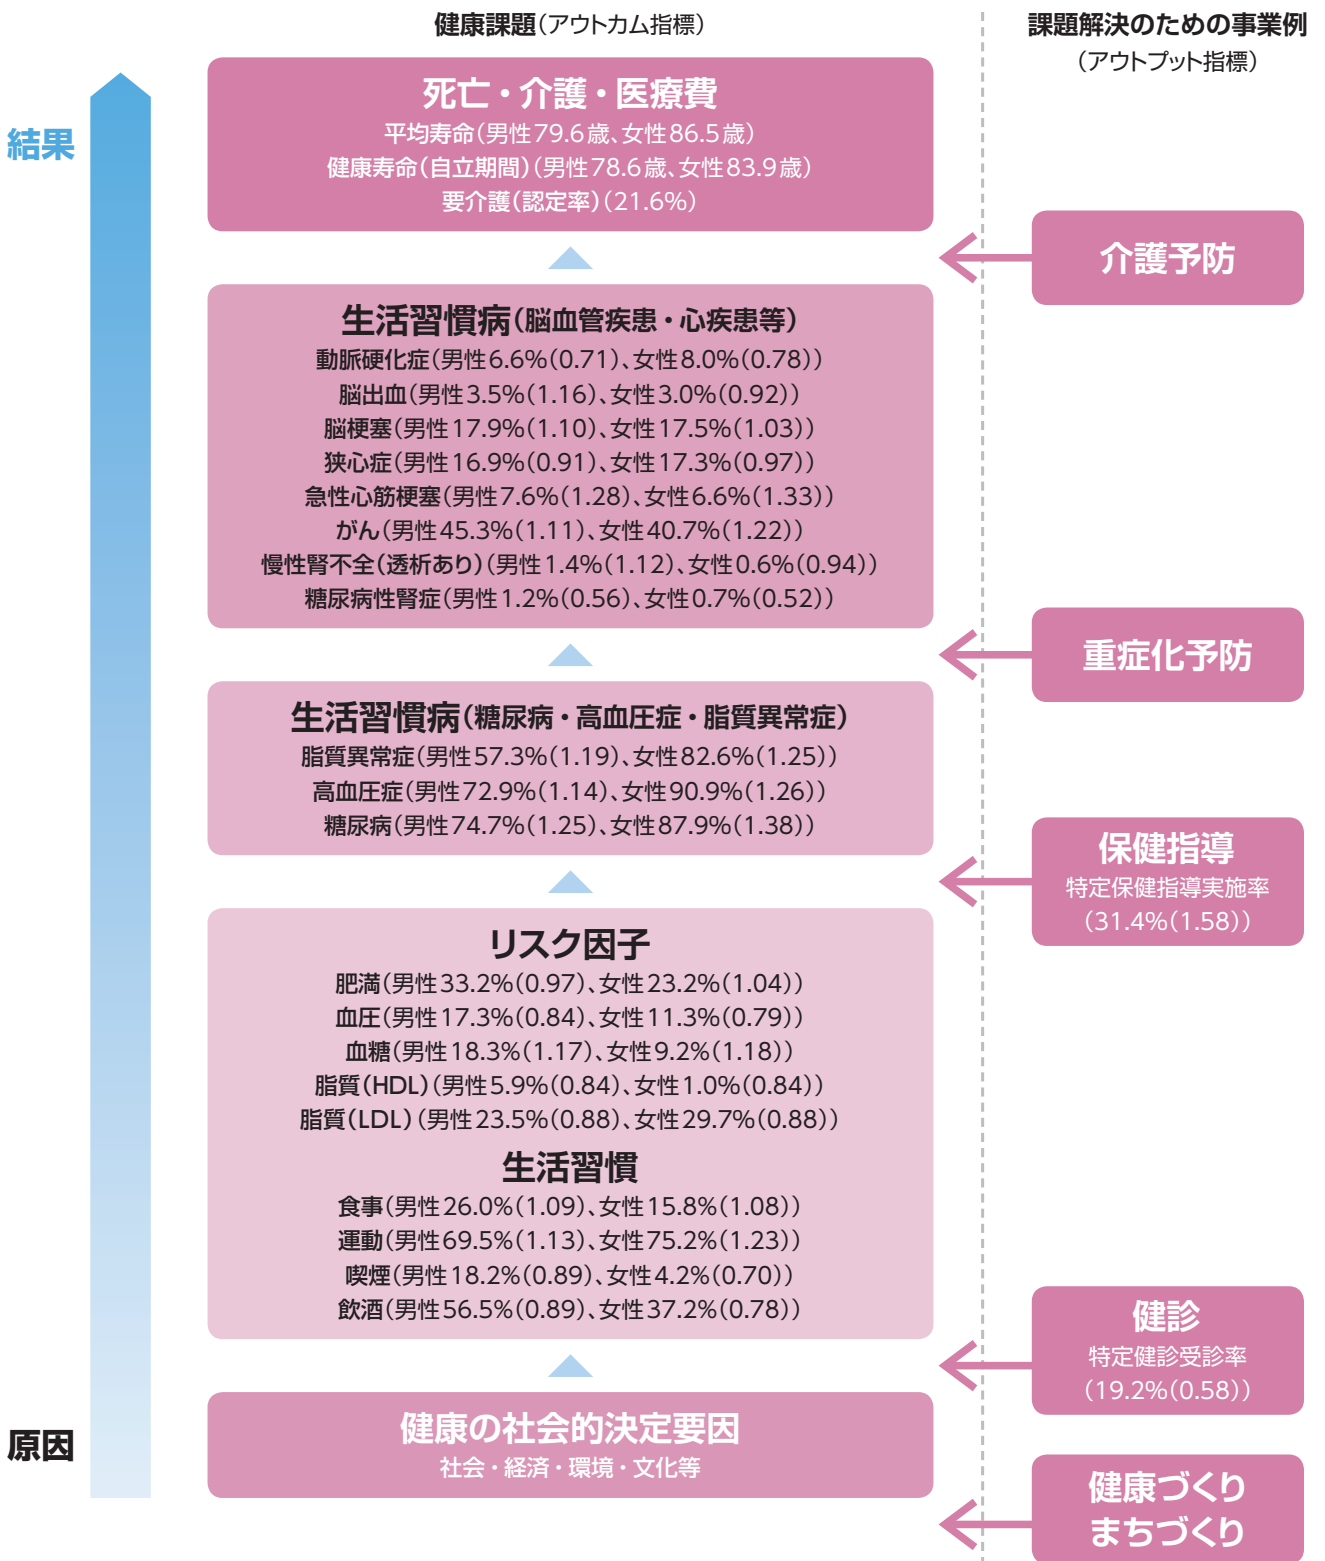 健康課題(アウトカム指標)
課題解決のための事業例
(アウトプット指標)
結果
死亡・介護・医療費
平均寿命(男性79.6歳、女性86.5歳)
健康寿命(自立期間)(男性78.6歳、女性83.9歳)
要介護(認定率)(21.6%)
介護予防
生活習慣病(脳血管疾患・心疾患等)
動脈硬化症(男性6.6%(0.71)、女性8.0%(0.78))
脳出血(男性3.5%(1.16)、女性3.0%(0.92))
脳梗塞(男性17.9%(1.10)、女性17.5%(1.03))
狭心症(男性16.9%(0.91)、女性17.3%(0.97))
急性心筋梗塞(男性7.6%(1.28)、女性6.6%(1.33))
がん(男性45.3%(1.11)、女性40.7%(1.22))
慢性腎不全(透析あり)(男性1.4%(1.12)、女性0.6%(0.94))
糖尿病性腎症(男性1.2%(0.56)、女性0.7%(0.52))
重症化予防
生活習慣病(糖尿病・高血圧症・脂質異常症)
脂質異常症(男性57.3%(1.19)、女性82.6%(1.25))
高血圧症(男性72.9%(1.14)、女性90.9%(1.26))
糖尿病(男性74.7%(1.25)、女性87.9%(1.38))
保健指導
特定保健指導実施率
(31.4%(1.58))
リスク因子
肥満(男性33.2%(0.97)、女性23.2%(1.04))
血圧(男性17.3%(0.84)、女性11.3%(0.79))
血糖(男性18.3%(1.17)、女性9.2%(1.18))
脂質(HDL)(男性5.9%(0.84)、女性1.0%(0.84))
脂質(LDL)(男性23.5%(0.88)、女性29.7%(0.88))
生活習慣
食事(男性26.0%(1.09)、女性15.8%(1.08))
運動(男性69.5%(1.13)、女性75.2%(1.23))
喫煙(男性18.2%(0.89)、女性4.2%(0.70))
飲酒(男性56.5%(0.89)、女性37.2%(0.78))
健診
特定健診受診率
(19.2%(0.58))
原因
健康の社会的決定要因
社会・経済・環境・文化等
健康づくり
まちづくり